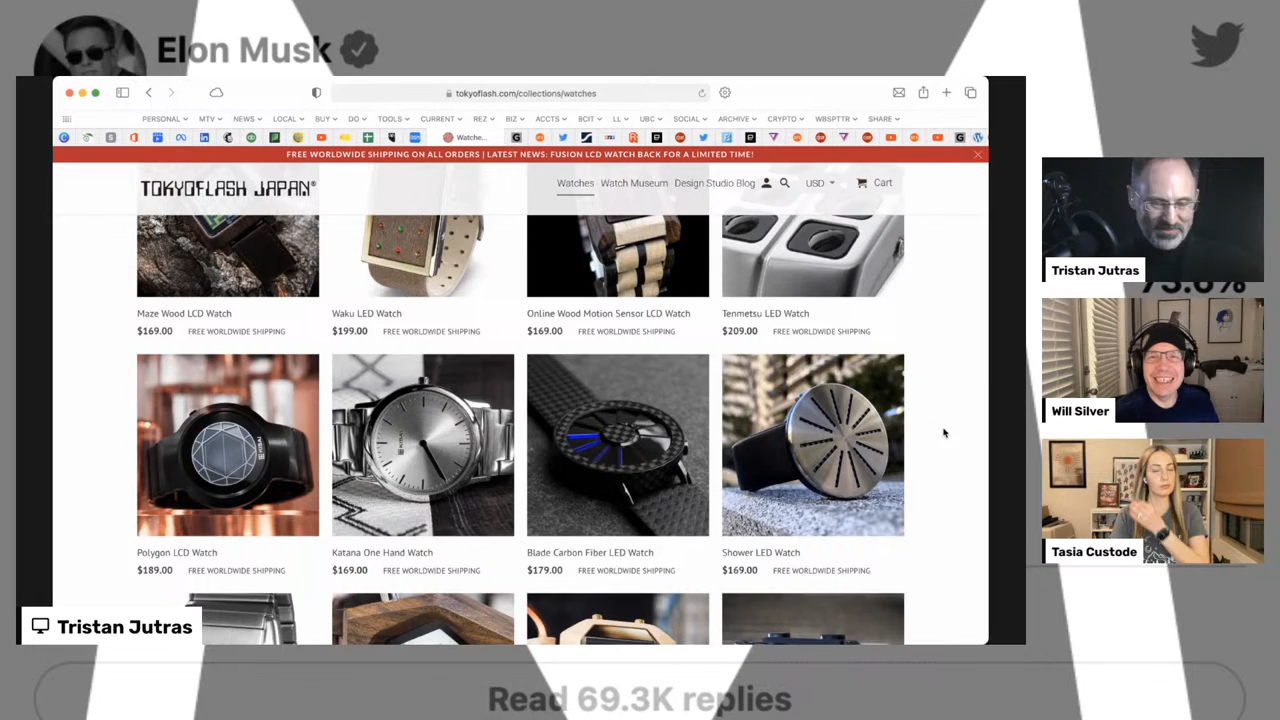 Elon Musk
tokyoflash.com/collections/watches
PERSONAL MTV NEWS LOCAL BUY DO TOOLS CURRENT REZ BIZ ACCTS BCIT LL UBC SOCIAL ARCHIVE CRYPTO WBSPTTR SHARE
Watche...
FREE WORLDWIDE SHIPPING ON ALL ORDERS | LATEST NEWS: FUSION LCD WATCH BACK FOR A LIMITED TIME!
TOKYOFLASH JAPAN®
Watches Watch Museum Design Studio Blog USD Cart
Maze Wood LCD Watch
$169.00 FREE WORLDWIDE SHIPPING
Waku LED Watch
$199.00 FREE WORLDWIDE SHIPPING
Online Wood Motion Sensor LCD Watch
$169.00 FREE WORLDWIDE SHIPPING
Tenmetsu LED Watch
$209.00 FREE WORLDWIDE SHIPPING
Polygon LCD Watch
$189.00 FREE WORLDWIDE SHIPPING
Katana One Hand Watch
$169.00 FREE WORLDWIDE SHIPPING
Blade Carbon Fiber LED Watch
$179.00 FREE WORLDWIDE SHIPPING
Shower LED Watch
$169.00 FREE WORLDWIDE SHIPPING
Tristan Jutras
Tristan Jutras
Will Silver
Tasia Custode
Read 69.3K replies